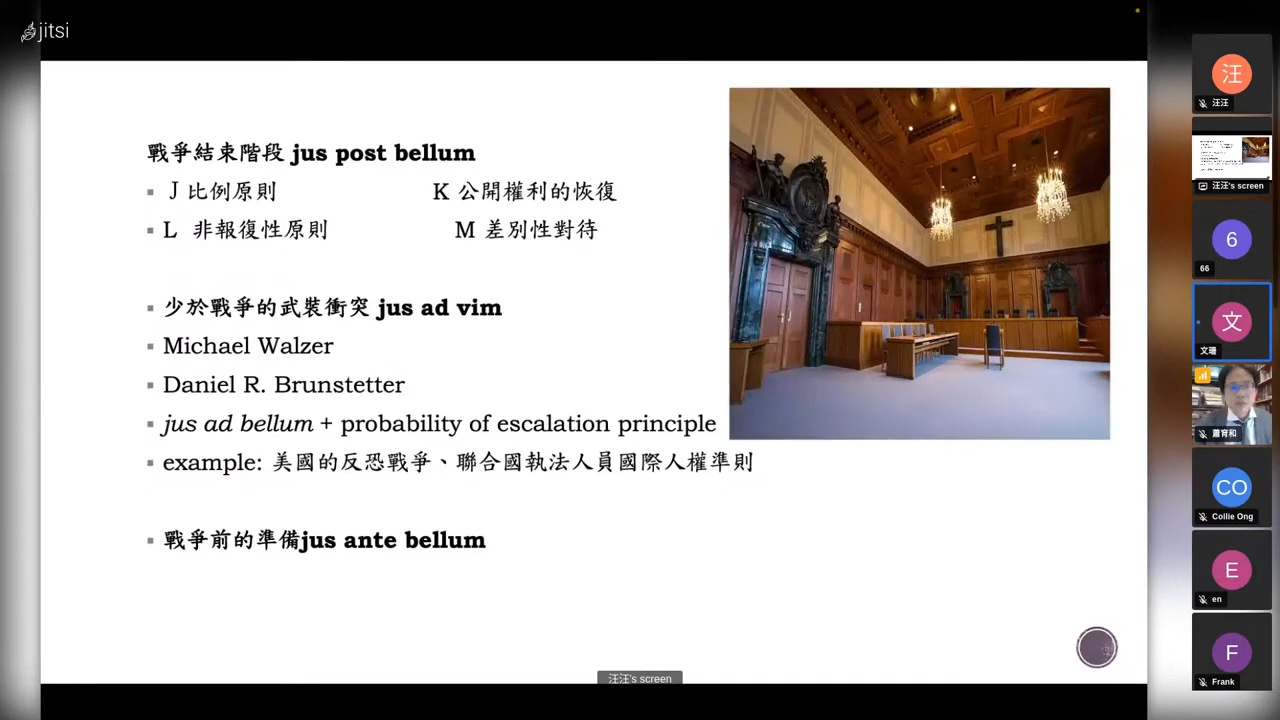 jitsi
戰爭結束階段 jus post bellum
J 比例原則 K 公開權利的恢復
L 非報復性原則 M 差別性對待
少於戰爭的武裝衝突 jus ad vim
Michael Walzer
Daniel R. Brunstetter
jus ad bellum + probability of escalation principle
example: 美國的反恐戰爭、聯合國執法人員國際人權準則
戰爭前的準備jus ante bellum
汪汪's screen
汪
汪汪
汪汪's screen
6
66
文
文珊
蕭育和
CO
Collie Ong
E
en
F
Frank